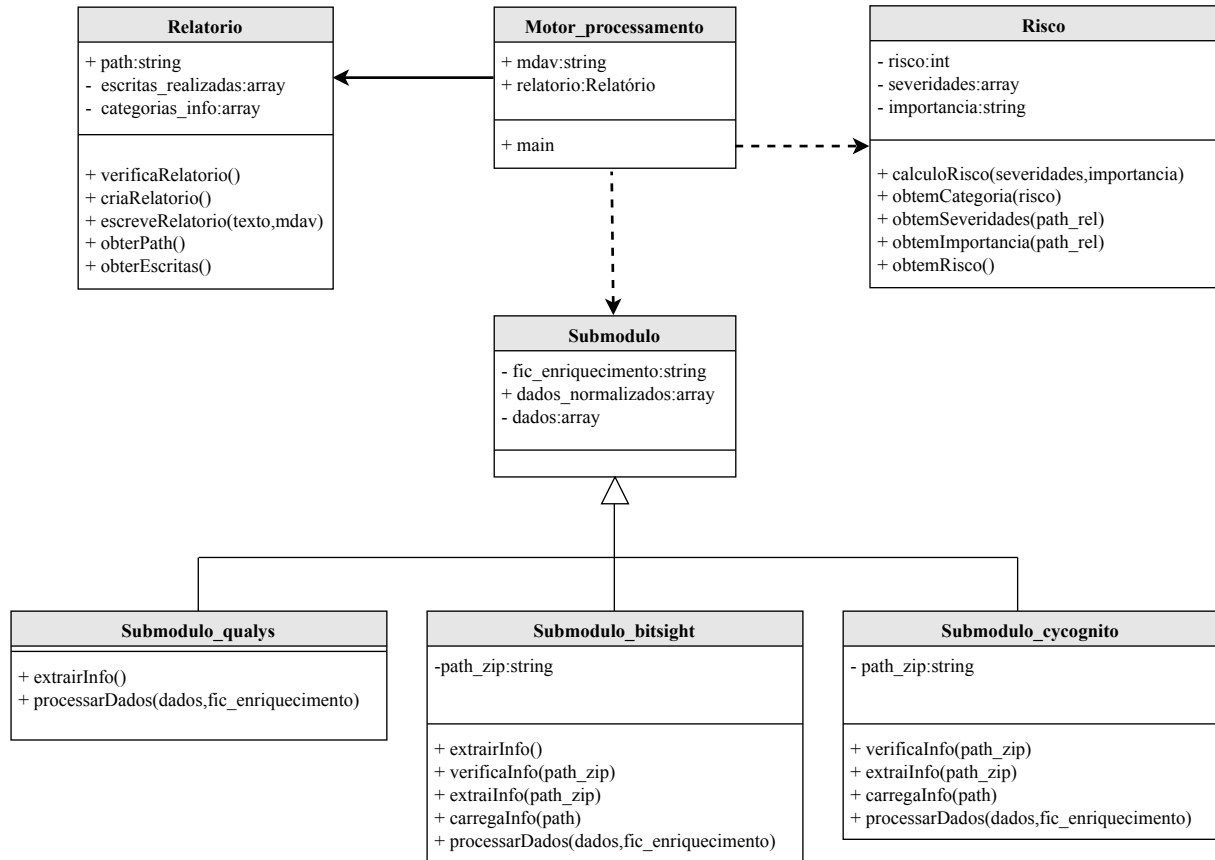 Relatorio
+ path:string
- escritas_realizadas:array
- categorias_info:array
+ verificaRelatorio()
+ criaRelatorio()
+ escreveRelatorio(texto,mdav)
+ obterPath()
+ obterEscritas()
Motor_processamento
+ mdav:string
+ relatorio:Relatório
+ main
Risco
- risco:int
- severidades:array
- importancia:string
+ calculoRisco(severidades,importancia)
+ obtemCategoria(risco)
+ obtemSeveridades(path_rel)
+ obtemImportancia(path_rel)
+ obtemRisco()
Submodulo
- fic_enriquecimento:string
+ dados_normalizados:array
- dados:array
Submodulo_qualys
+ extrairInfo()
+ processarDados(dados,fic_enriquecimento)
Submodulo_bitsight
-path_zip:string
+ extrairInfo()
+ verificaInfo(path_zip)
+ extraiInfo(path_zip)
+ carregaInfo(path)
+ processarDados(dados,fic_enriquecimento)
Submodulo_cycognito
- path_zip:string
+ verificaInfo(path_zip)
+ extraiInfo(path_zip)
+ carregaInfo(path)
+ processarDados(dados,fic_enriquecimento)